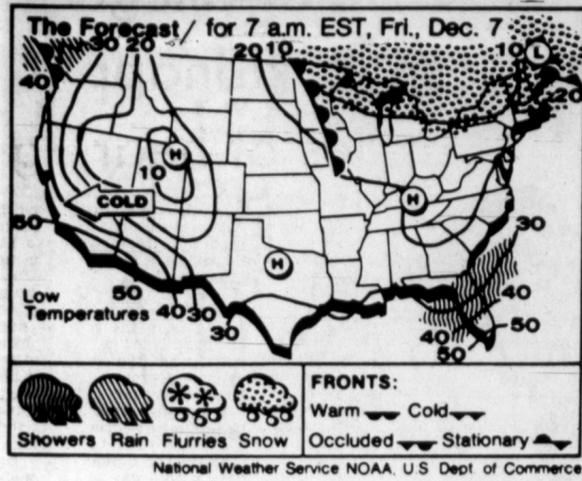 The Forecast/ for 7 a.m. EST, Fri., Dec. 7
30 20 20 10 10 L
40 20
H
10
H
COLD
50 30
H
Low 50 40 30 40
Temperatures 30 40 50
50
FRONTS:
Warm Cold
Showers Rain Flurries Snow Occluded Stationary
National Weather Service NOAA, U.S. Dept. of Commerce